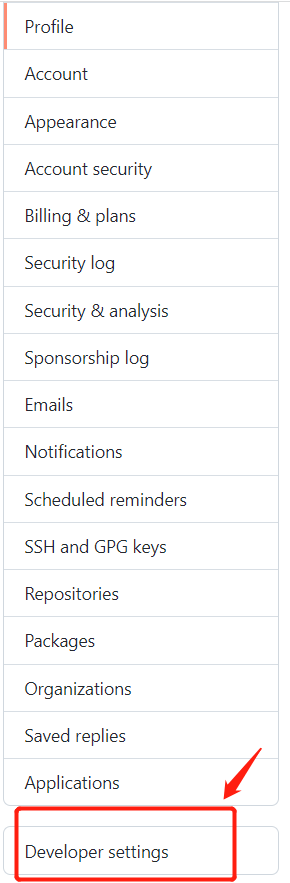 Profile
Account
Appearance
Account security
Billing & plans
Security log
Security & analysis
Sponsorship log
Emails
Notifications
Scheduled reminders
SSH and GPG keys
Repositories
Packages
Organizations
Saved replies
Applications
Developer settings